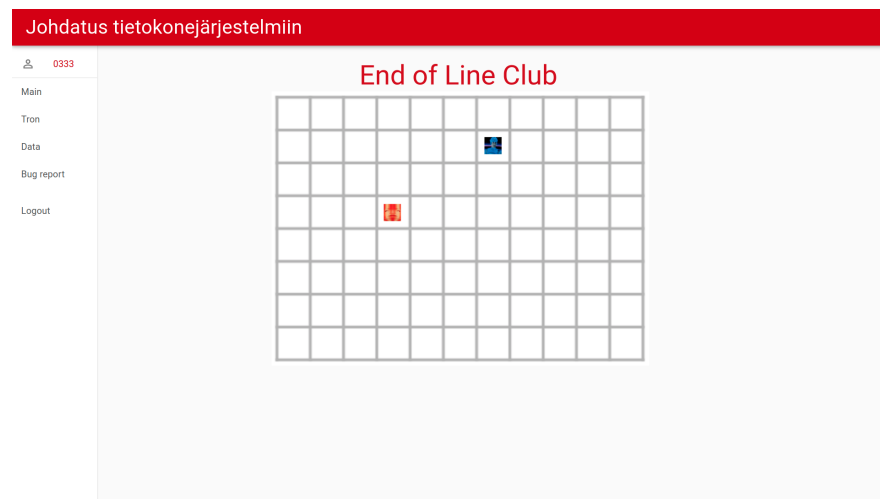 Johdatus tietokonejärjestelmiin
0333
Main
Tron
Data
Bug report
Logout
End of Line Club